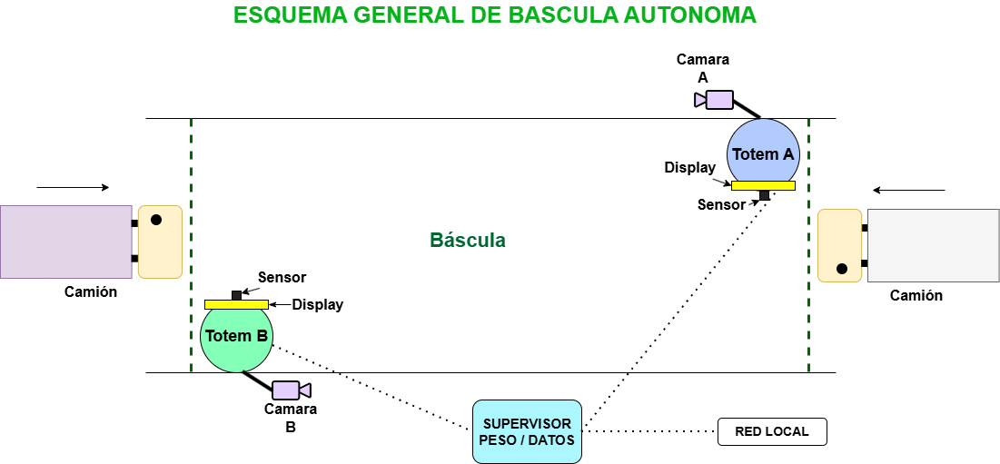 ESQUEMA GENERAL DE BASCULA AUTONOMA
Camara
A
Totem A
Display
Sensor
Báscula
Camión
Camión
Sensor
Display
Totem B
Camara
B
SUPERVISOR
PESO / DATOS
RED LOCAL